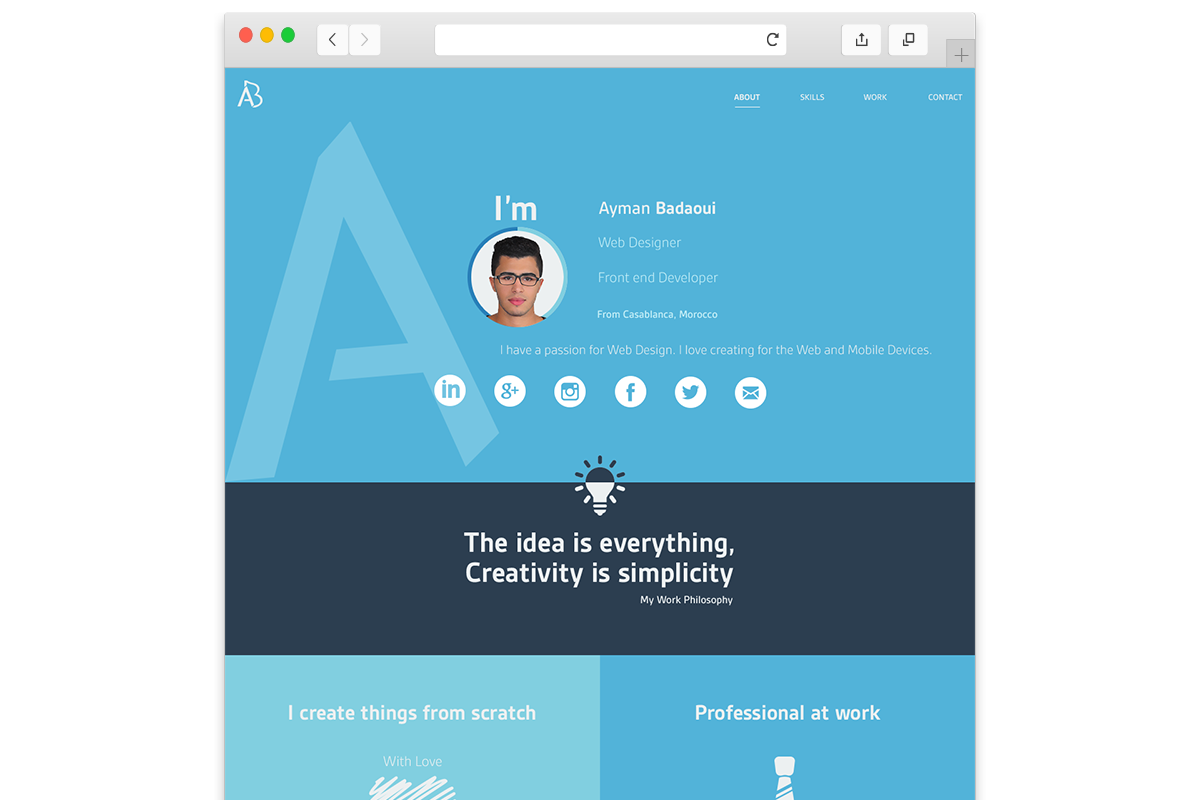 AB
ABOUT SKILLS WORK CONTACT
A
I'm
Ayman Badaoui
Web Designer
Front end Developer
From Casablanca, Morocco
I have a passion for Web Design. I love creating for the Web and Mobile Devices.
in g+ f
The idea is everything,
Creativity is simplicity
My Work Philosophy
I create things from scratch
With Love
Professional at work